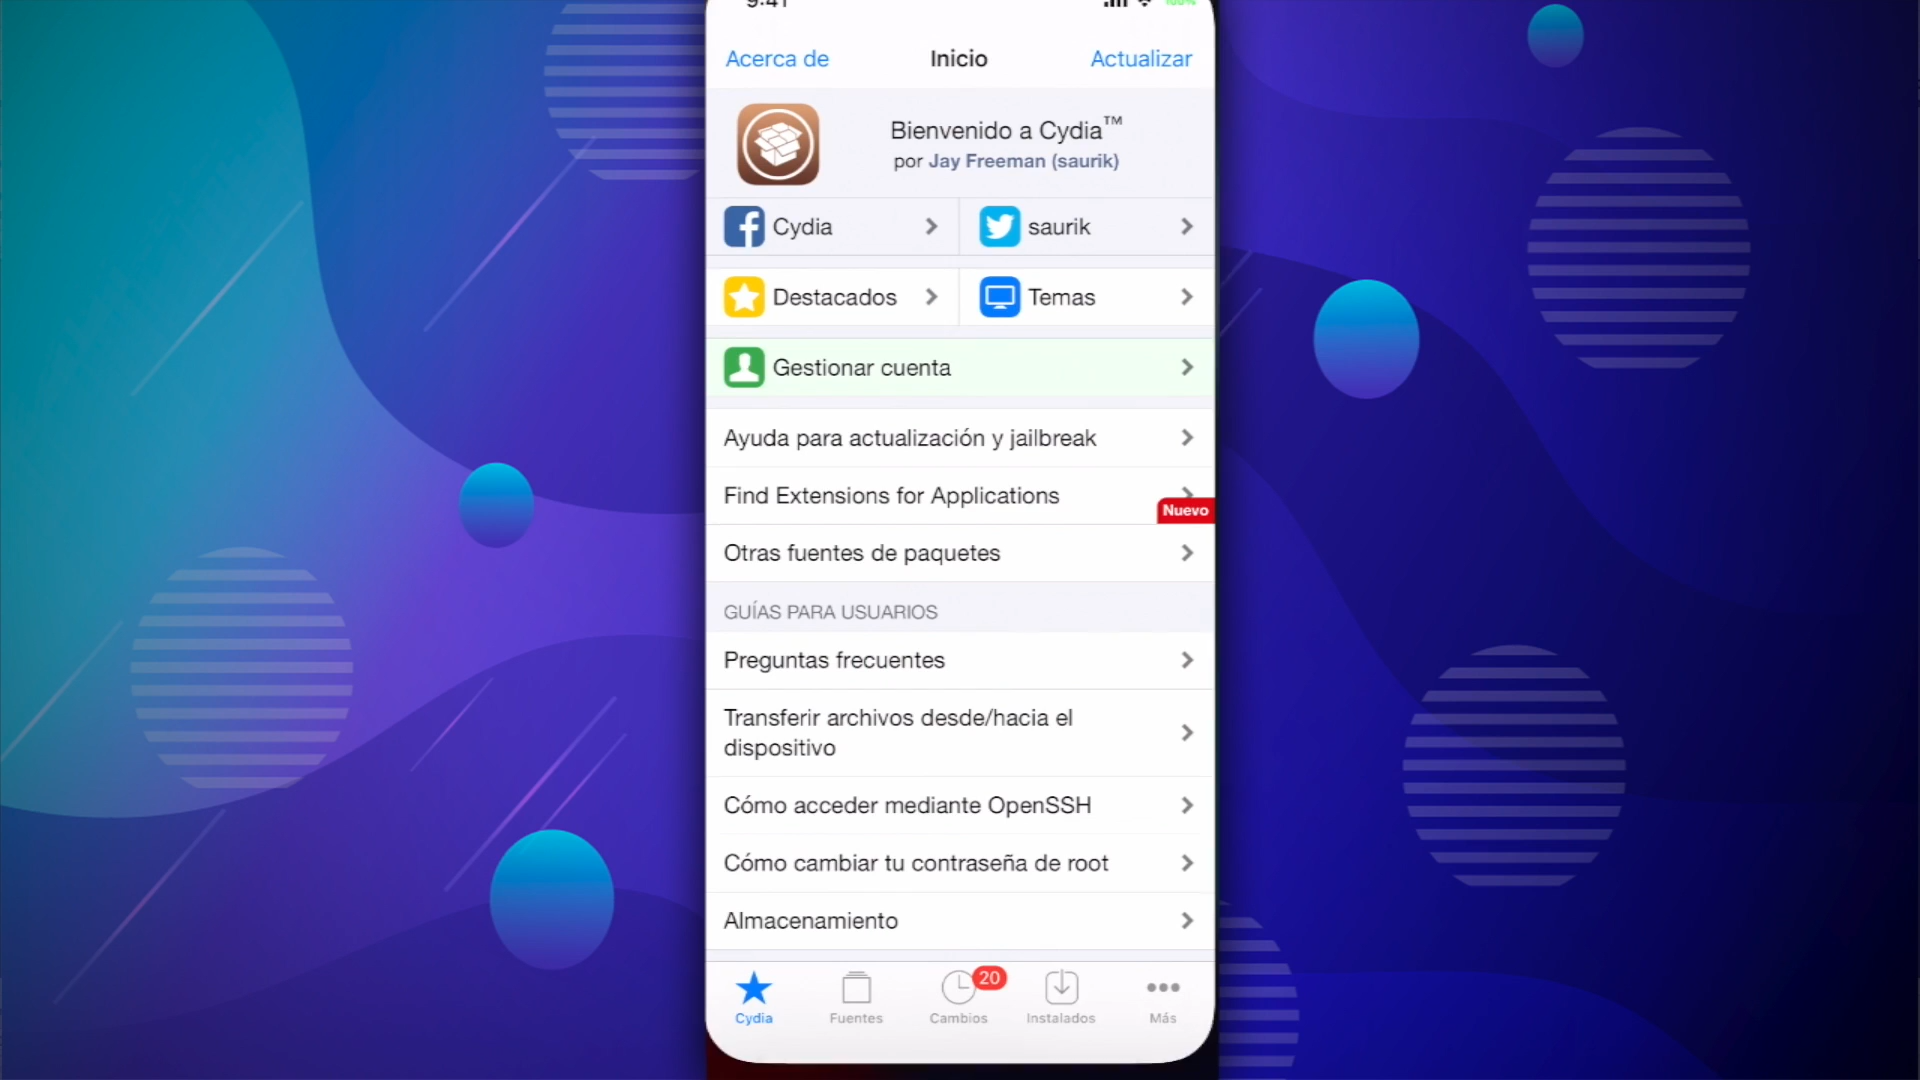 9:41
100%
Acerca de
Inicio
Actualizar
Bienvenido a Cydia™
por Jay Freeman (saurik)
Cydia
saurik
Destacados
Temas
Gestionar cuenta
Ayuda para actualización y jailbreak
Find Extensions for Applications
Nuevo
Otras fuentes de paquetes
GUÍAS PARA USUARIOS
Preguntas frecuentes
Transferir archivos desde/hacia el
dispositivo
Cómo acceder mediante OpenSSH
Cómo cambiar tu contraseña de root
Almacenamiento
20
Cydia
Fuentes
Cambios
Instalados
Más